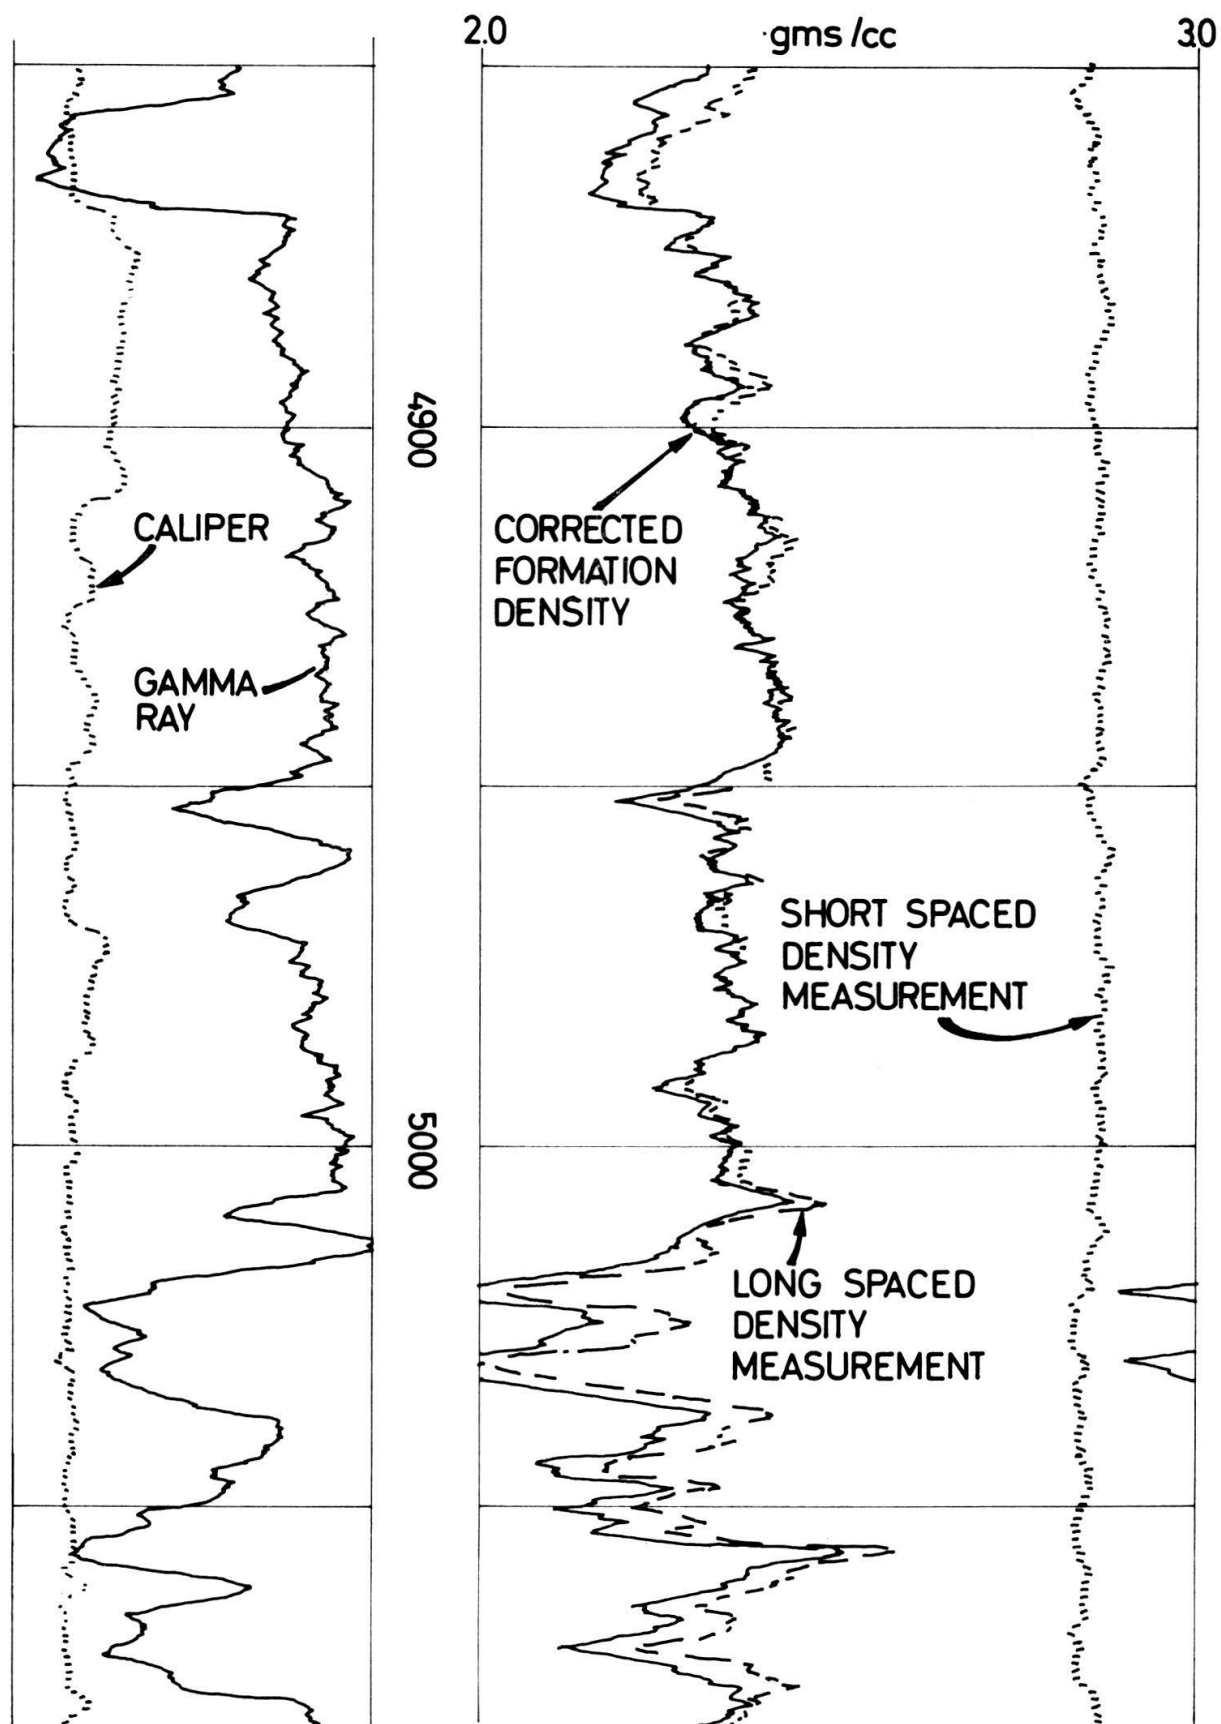 2.0
gms/cc
3.0
4900
CALIPER
CORRECTED
FORMATION
DENSITY
GAMMA
RAY
SHORT SPACED
DENSITY
MEASUREMENT
5000
LONG SPACED
DENSITY
MEASUREMENT